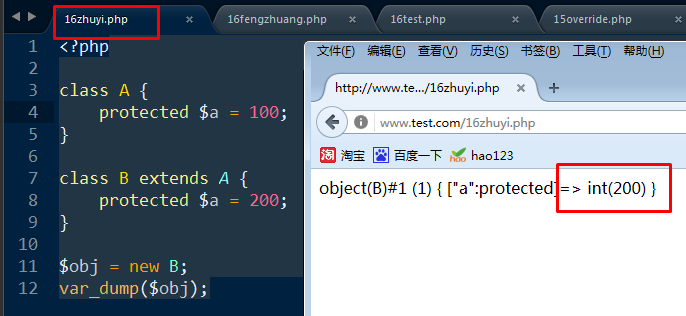 16zhuyi.php × 16fengzhuang.php × 16test.php × 15override.php ×
1 <?php
2
3 class A {
4 protected $a = 100;
5 }
6
7 class B extends A {
8 protected $a = 200;
9 }
10
11 $obj = new B;
12 var_dump($obj);
文件(F) 编辑(E) 查看(V) 历史(S) 书签(B) 工具(T) 帮助(H)
http://www.te.../16zhuyi.php × +
www.test.com/16zhuyi.php
淘 淘宝 百度一下 hao hao123
object(B)#1 (1) { ["a":protected]=> int(200) }